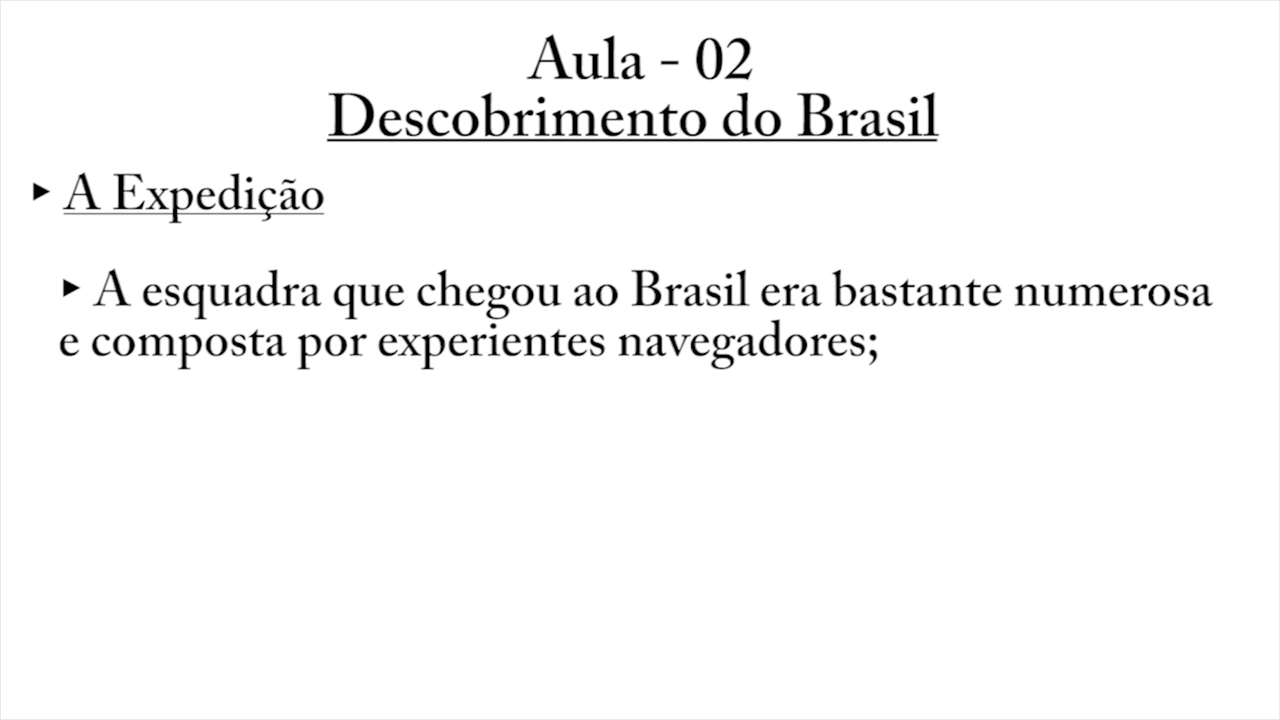 Aula - 02
Descobrimento do Brasil
‣ A Expedição
‣ A esquadra que chegou ao Brasil era bastante numerosa
e composta por experientes navegadores;